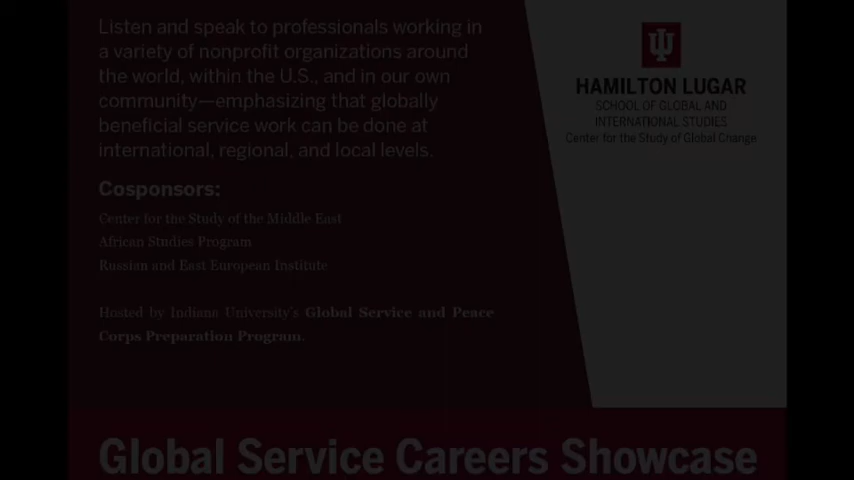 Listen and speak to professionals working in
a variety of nonprofit organizations around
the world, within the U.S., and in our own
community—emphasizing that globally
beneficial service work can be done at
international, regional, and local levels.
Cosponsors:
Center for the Study of the Middle East
African Studies Program
Russian and East European Institute
Hosted by Indiana University's Global Service and Peace
Corps Preparation Program.
HAMILTON LUGAR
SCHOOL OF GLOBAL AND
INTERNATIONAL STUDIES
Center for the Study of Global Change
Global Service Careers Showcase